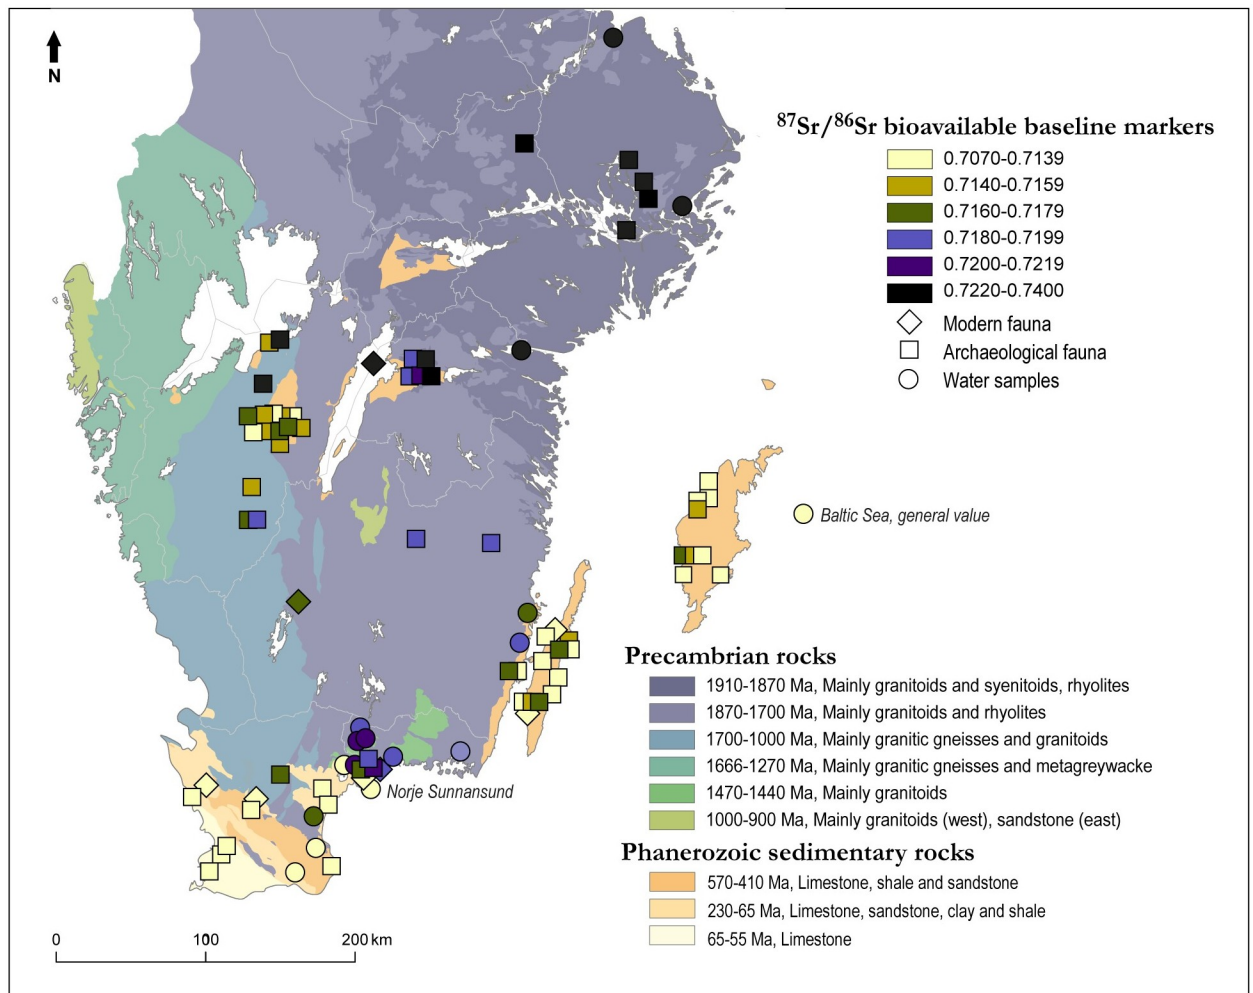 N
⁸⁷Sr/⁸⁶Sr bioavailable baseline markers
0.7070-0.7139
0.7140-0.7159
0.7160-0.7179
0.7180-0.7199
0.7200-0.7219
0.7220-0.7400
Modern fauna
Archaeological fauna
Water samples
Baltic Sea, general value
Norje Sunnansund
Precambrian rocks
1910-1870 Ma, Mainly granitoids and syenitoids, rhyolites
1870-1700 Ma, Mainly granitoids and rhyolites
1700-1000 Ma, Mainly granitic gneisses and granitoids
1666-1270 Ma, Mainly granitic gneisses and metagreywacke
1470-1440 Ma, Mainly granitoids
1000-900 Ma, Mainly granitoids (west), sandstone (east)
Phanerozoic sedimentary rocks
570-410 Ma, Limestone, shale and sandstone
230-65 Ma, Limestone, sandstone, clay and shale
65-55 Ma, Limestone
0 100 200 km